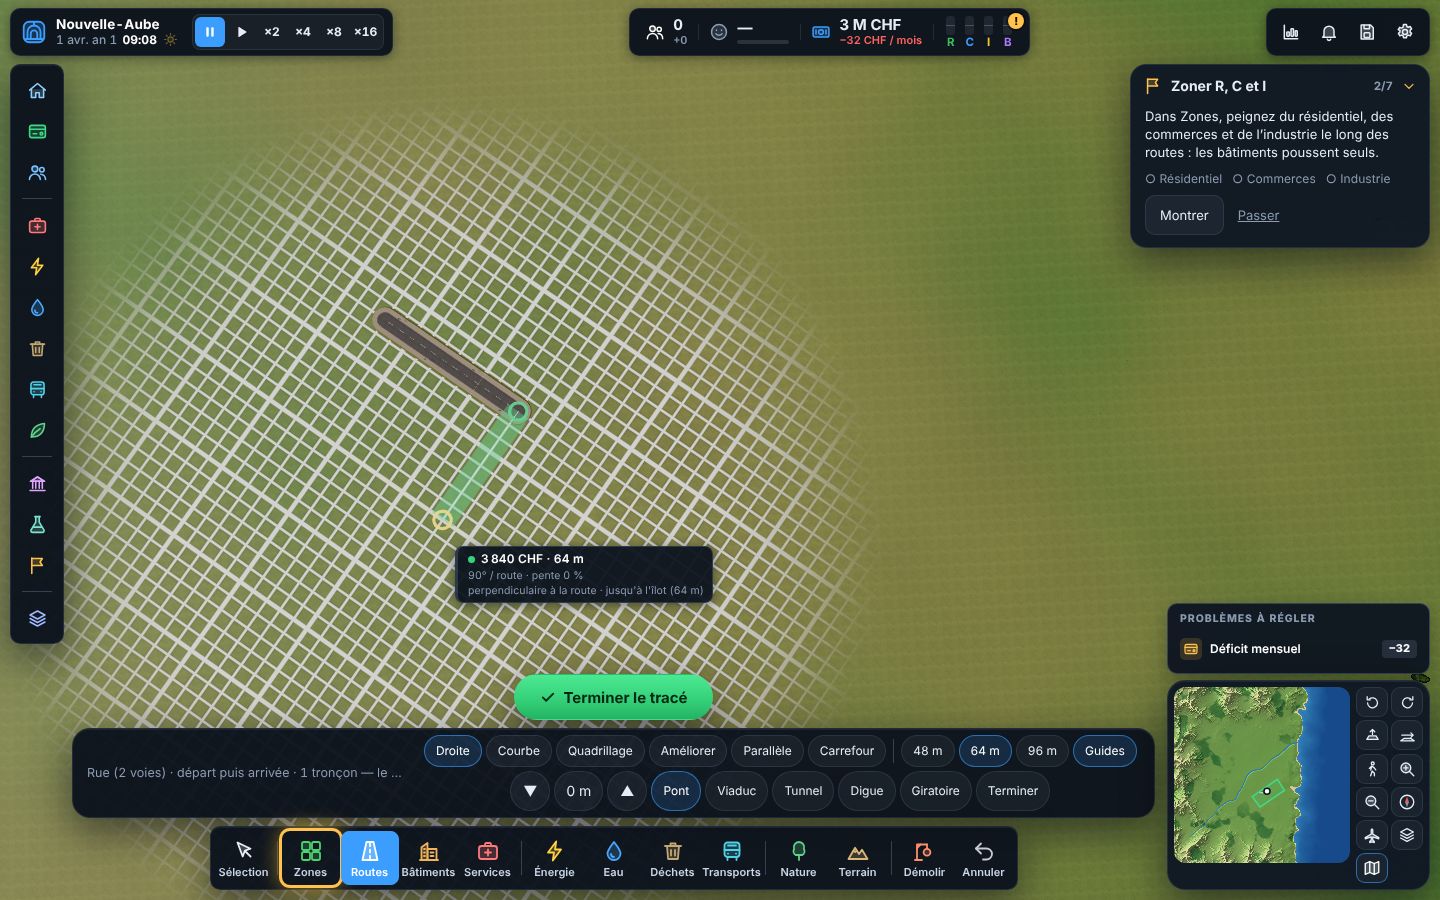 Nouvelle-Aube
1 avr. an 1 09:08
×2 ×4 ×8 ×16
0
+0
—
3 M CHF
−32 CHF / mois
R C I B
!
Zoner R, C et I
2/7
Dans Zones, peignez du résidentiel, des
commerces et de l'industrie le long des
routes : les bâtiments poussent seuls.
Résidentiel Commerces Industrie
Montrer Passer
3 840 CHF · 64 m
90° / route · pente 0 %
perpendiculaire à la route · jusqu'à l'îlot (64 m)
PROBLÈMES À RÉGLER
Déficit mensuel −32
Terminer le tracé
Rue (2 voies) · départ puis arrivée · 1 tronçon — le ...
Droite Courbe Quadrillage Améliorer Parallèle Carrefour 48 m 64 m 96 m Guides
▼ 0 m ▲ Pont Viaduc Tunnel Digue Giratoire Terminer
Sélection Zones Routes Bâtiments Services Énergie Eau Déchets Transports Nature Terrain Démolir Annuler